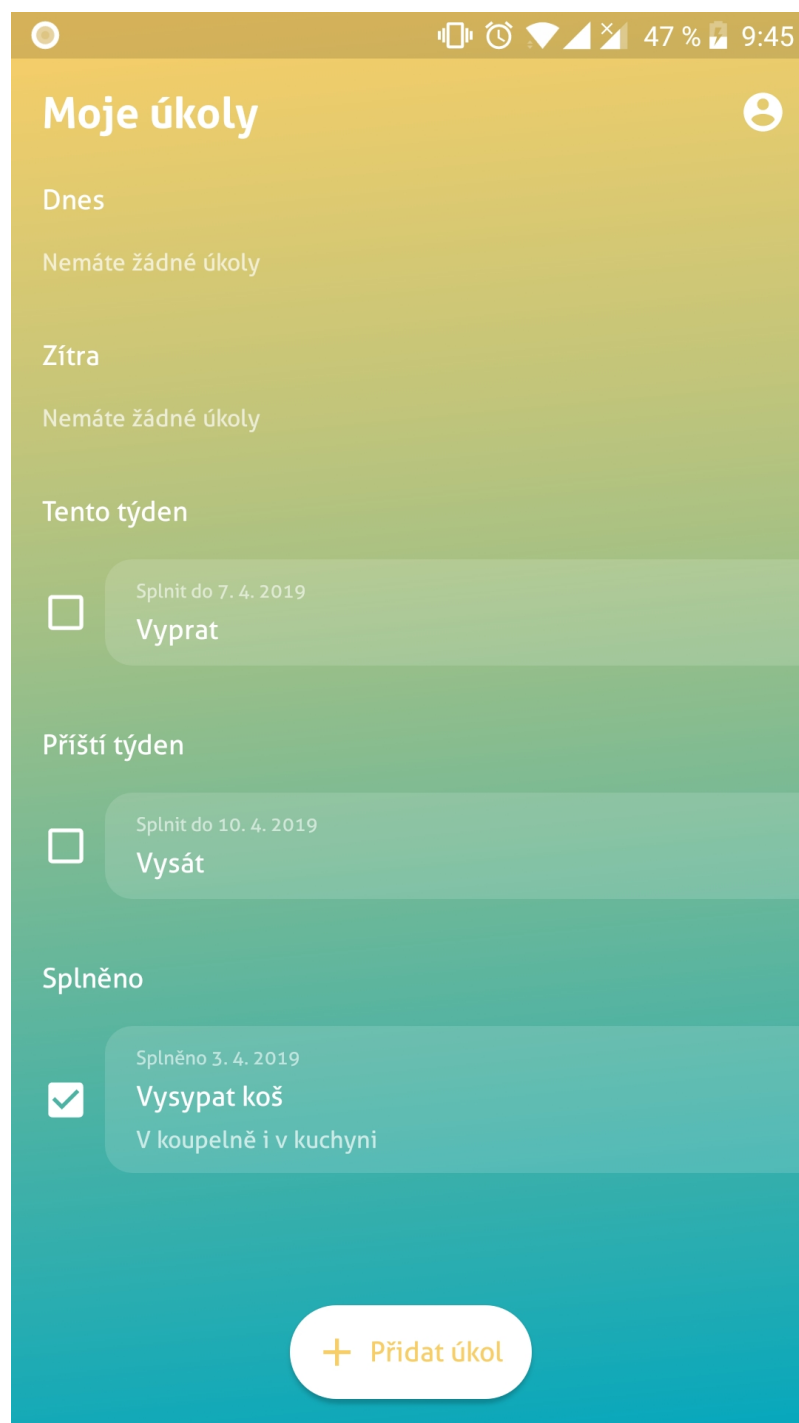 47 % 9:45
Moje úkoly
Dnes
Nemáte žádné úkoly
Zítra
Nemáte žádné úkoly
Tento týden
Splnit do 7. 4. 2019
Vyprat
Příští týden
Splnit do 10. 4. 2019
Vysát
Splněno
Splněno 3. 4. 2019
Vysypat koš
V koupelně i v kuchyni
+ Přidat úkol